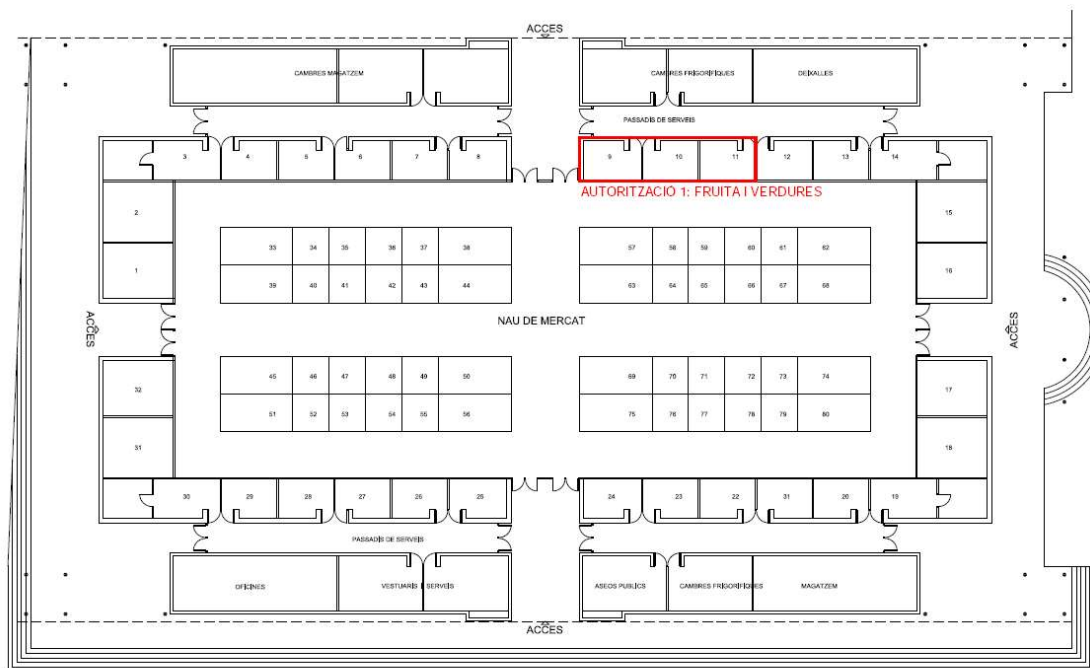 ACCES
CAMBRES MAGATZEM
CAMBRES FRIGORIFIQUES
DEIXALLES
PASSADIS DE SERVEIS
3 4 5 6 7 8 9 10 11 12 13 14
AUTORITZACIÓ 1: FRUITA I VERDURES
2 15
33 34 35 36 37 38 57 58 59 60 61 62
1 16
39 40 41 42 43 44 63 64 65 66 67 68
ACCES
NAU DE MERCAT
ACCES
45 46 47 48 49 50 69 70 71 72 73 74
32 17
51 52 53 54 55 56 75 76 77 78 79 80
31 18
30 29 28 27 26 25 24 23 22 31 20 19
PASSADIS DE SERVEIS
OFICINES
VESTUARIS I SERVEIS
ASEOS PUBLICS
CAMBRES FRIGORIFIQUES
MAGATZEM
ACCES